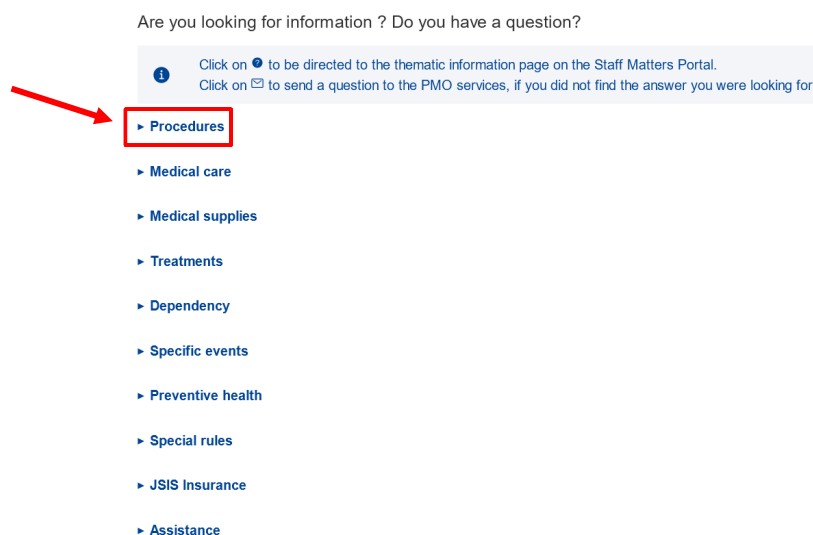 Are you looking for information ? Do you have a question?
Click on ? to be directed to the thematic information page on the Staff Matters Portal.
Click on to send a question to the PMO services, if you did not find the answer you were looking for
Procedures
Medical care
Medical supplies
Treatments
Dependency
Specific events
Preventive health
Special rules
JSIS Insurance
Assistance